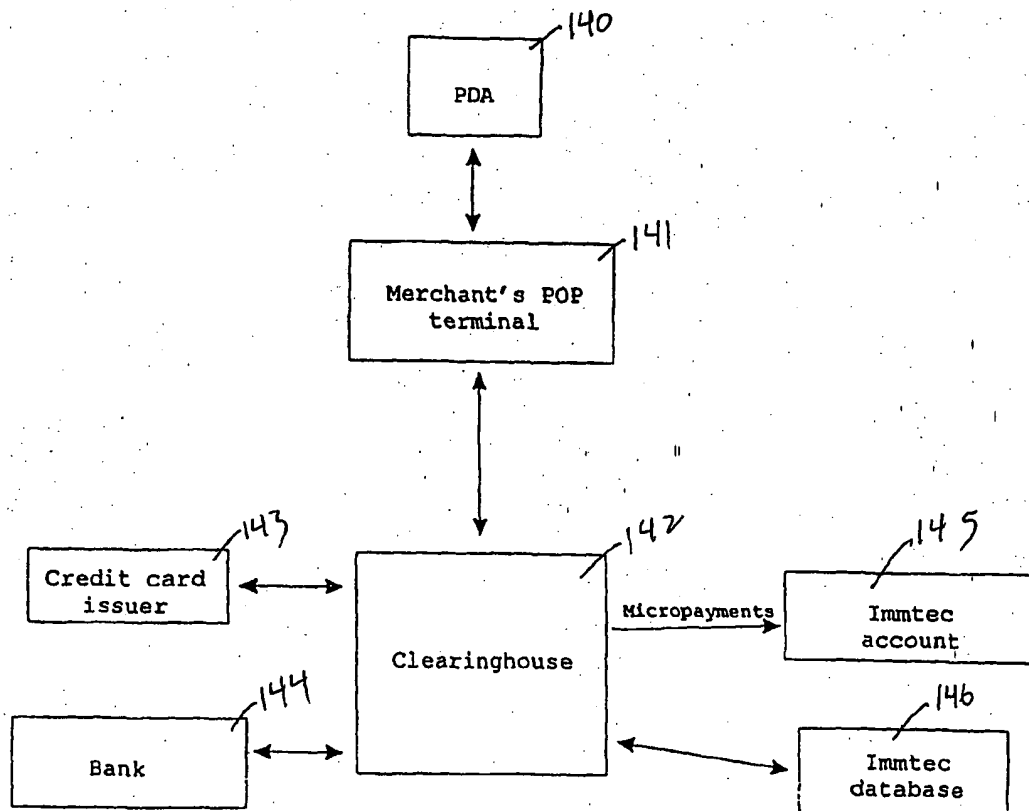 140
PDA
141
Merchant's POP
terminal
143
142
145
Credit card
issuer
Micropayments
Immtec
account
Clearinghouse
144
146
Bank
Immtec
database